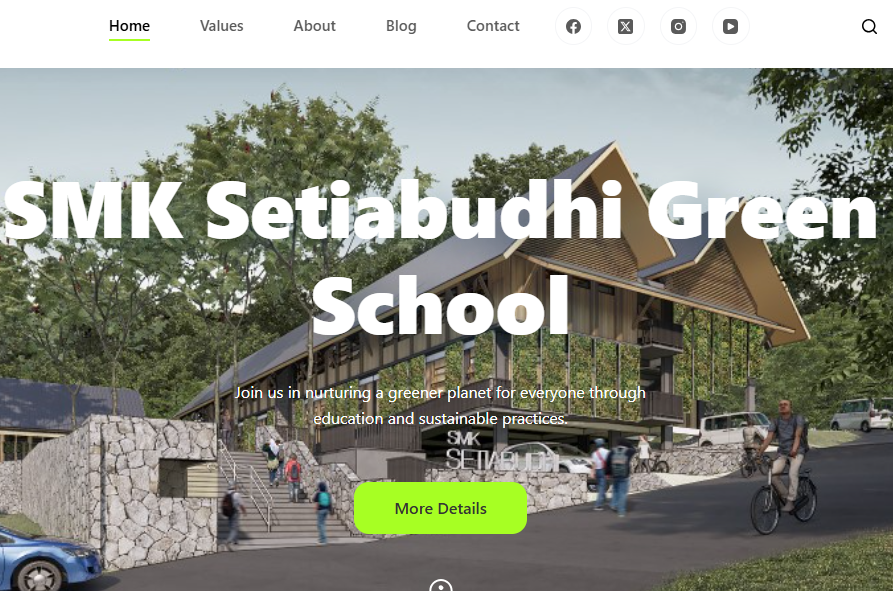 Home Values About Blog Contact
SMK Setiabudhi Green
School
Join us in nurturing a greener planet for everyone through
education and sustainable practices.
SMK
SETIABUDHI
More Details